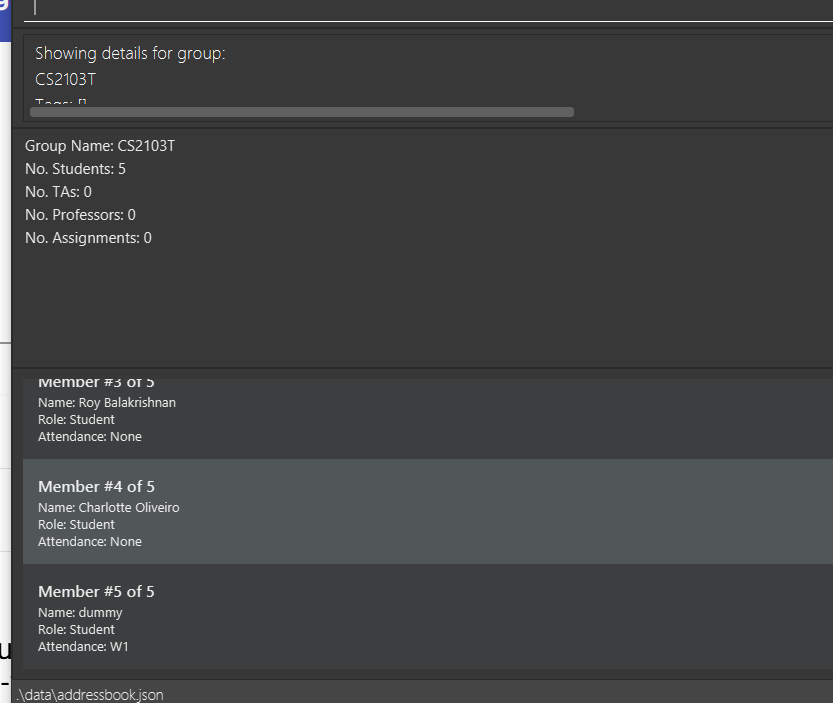 Showing details for group:
CS2103T
Tags: []
Group Name: CS2103T
No. Students: 5
No. TAs: 0
No. Professors: 0
No. Assignments: 0
Member #3 of 5
Name: Roy Balakrishnan
Role: Student
Attendance: None
Member #4 of 5
Name: Charlotte Oliveiro
Role: Student
Attendance: None
Member #5 of 5
Name: dummy
Role: Student
Attendance: W1
.\data\addressbook.json